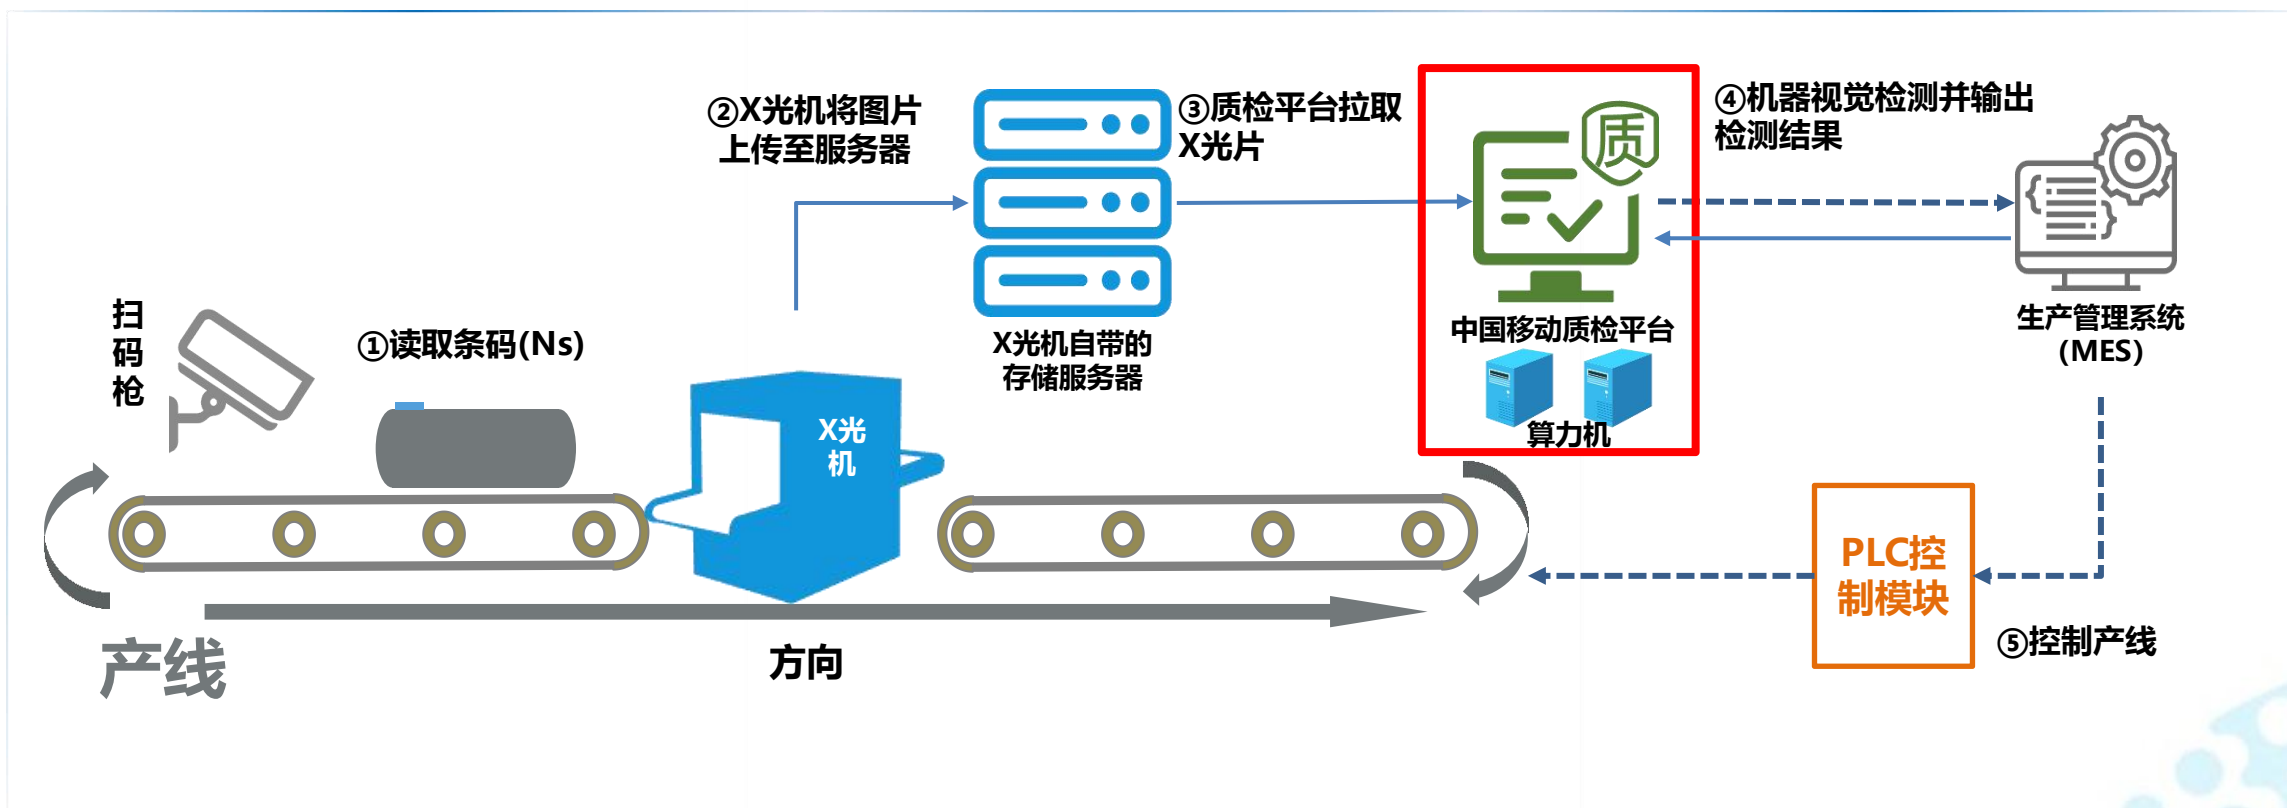 ②X光机将图片
上传至服务器
③质检平台拉取
X光片
④机器视觉检测并输出
检测结果
质
扫
码
枪
①读取条码(Ns)
X光机自带的
存储服务器
中国移动质检平台
算力机
生产管理系统
(MES)
X光
机
PLC控
制模块
⑤控制产线
产线
方向